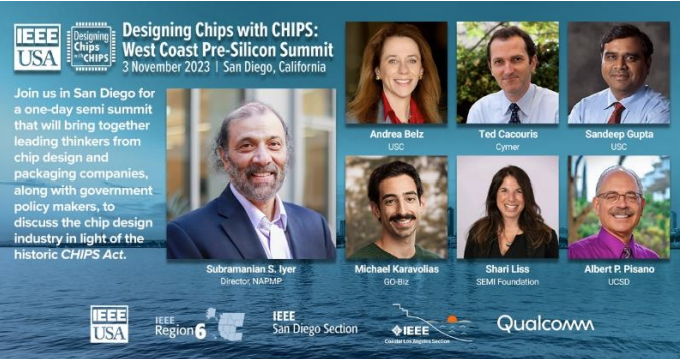 IEEE
USA
Designing
Chips
with CHIPS
Designing Chips with CHIPS:
West Coast Pre-Silicon Summit
3 November 2023 | San Diego, California
Join us in San Diego for
a one-day semi summit
that will bring together
leading thinkers from
chip design and
packaging companies,
along with government
policy makers, to
discuss the chip design
industry in light of the
historic CHIPS Act.
Subramanian S. Iyer
Director, NAPMP
Andrea Belz
USC
Ted Cacouris
Cymer
Sandeep Gupta
USC
Michael Karavolias
GO-Biz
Shari Liss
SEMI Foundation
Albert P. Pisano
UCSD
IEEE
USA
IEEE
Region 6
IEEE
San Diego Section
IEEE
Coastal Los Angeles Section
Qualcomm